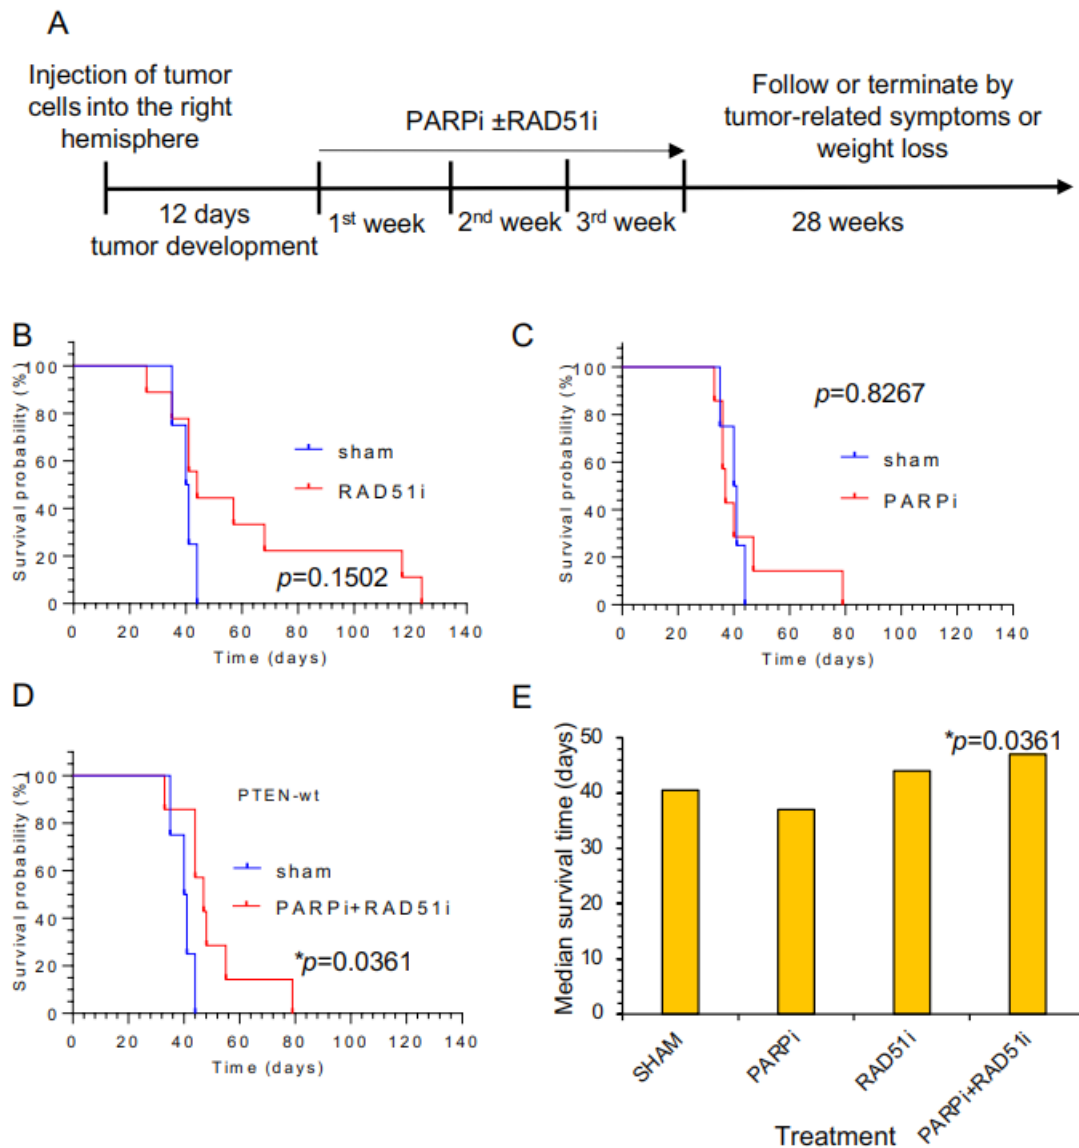 A
Injection of tumor
cells into the right
hemisphere
PARPi ±RAD51i
Follow or terminate by
tumor-related symptoms or
weight loss
12 days
tumor development
1st week
2nd week
3rd week
28 weeks
B
Survival probability (%)
100
80
60
40
20
0
sham
RAD51i
p=0.1502
0 20 40 60 80 100 120 140
Time (days)
C
Survival probability (%)
100
80
60
40
20
0
p=0.8267
sham
PARPi
0 20 40 60 80 100 120 140
Time (days)
D
Survival probability (%)
100
80
60
40
20
0
PTEN-wt
sham
PARPi+RAD51i
*p=0.0361
0 20 40 60 80 100 120 140
Time (days)
E
Median survival time (days)
50
40
30
20
10
0
*p=0.0361
SHAM
PARPi
RAD51i
PARPi+RAD51i
Treatment